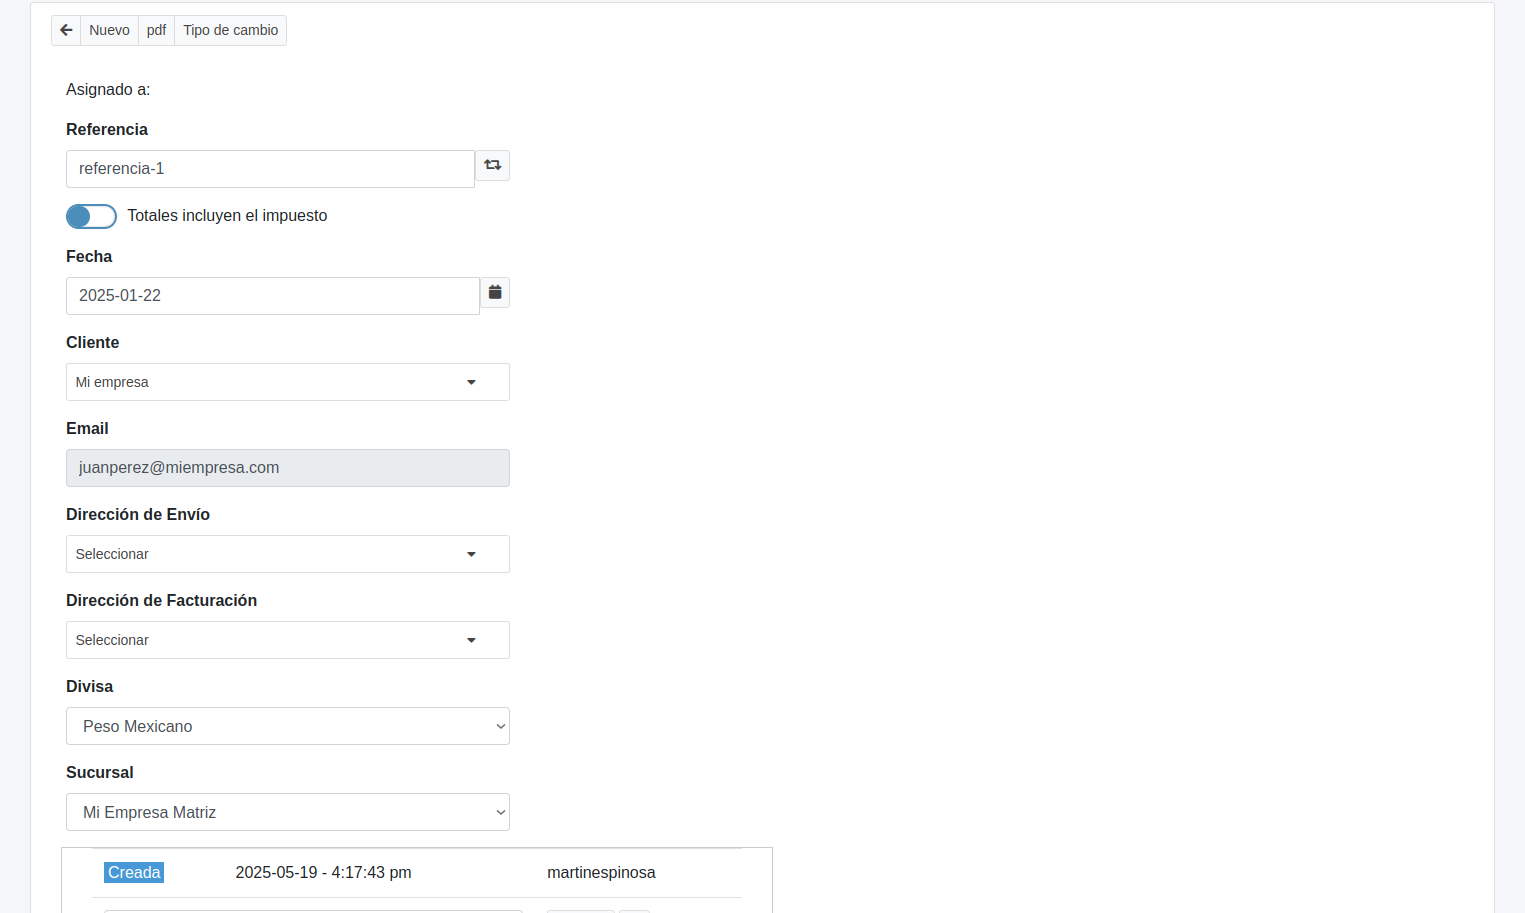 Nuevo pdf Tipo de cambio
Asignado a:
Referencia
referencia-1
Totales incluyen el impuesto
Fecha
2025-01-22
Cliente
Mi empresa
Email
juanperez@miempresa.com
Dirección de Envío
Seleccionar
Dirección de Facturación
Seleccionar
Divisa
Peso Mexicano
Sucursal
Mi Empresa Matriz
Creada 2025-05-19 - 4:17:43 pm martinespinosa